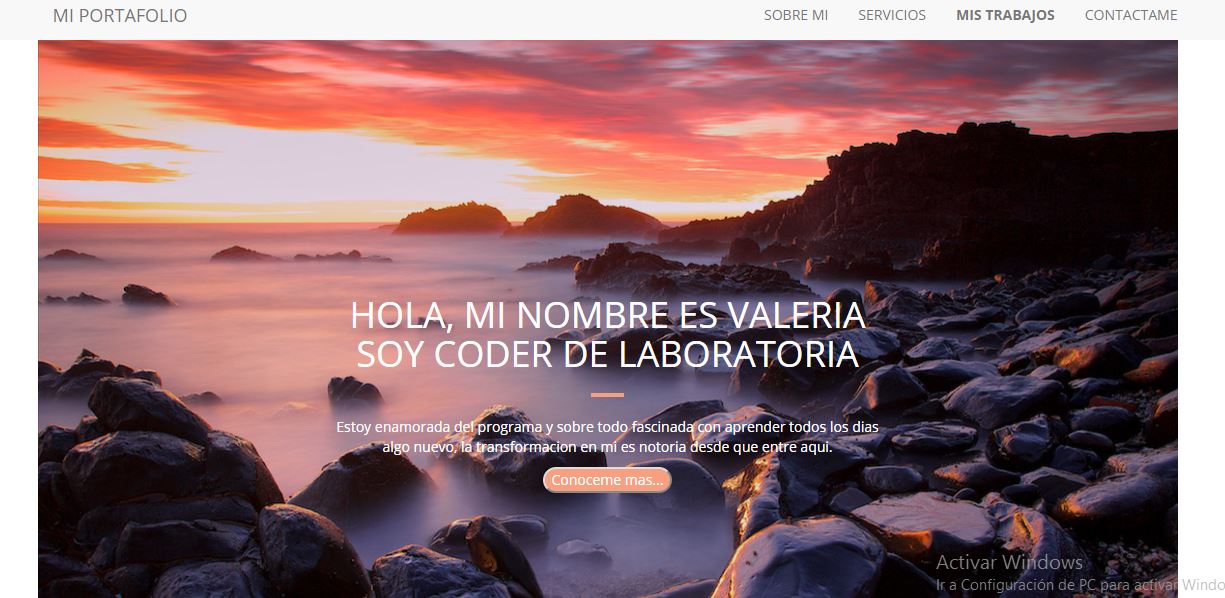 MI PORTAFOLIO
SOBRE MI SERVICIOS MIS TRABAJOS CONTACTAME
HOLA, MI NOMBRE ES VALERIA
SOY CODER DE LABORATORIA
Estoy enamorada del programa y sobre todo fascinada con aprender todos los dias
algo nuevo, la transformacion en mi es notoria desde que entre aqui.
Conoceme mas...
Activar Windows
Ir a Configuración de PC para activar Windo